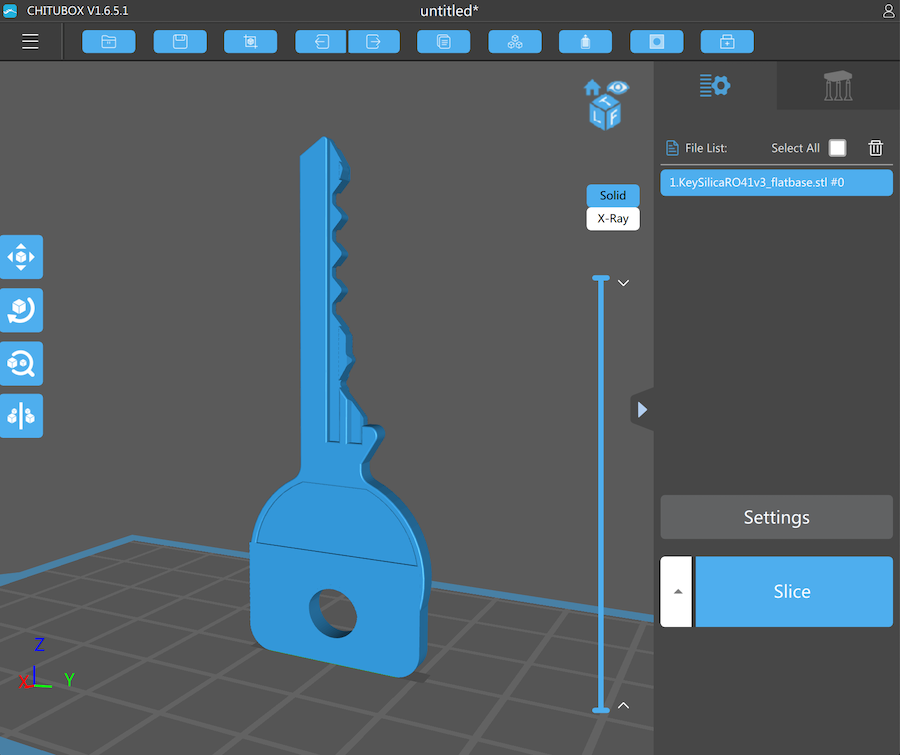 CHITUBOX V1.6.5.1
untitled*
T
L
F
File List:
Select All
1.KeySilicaRO41v3_flatbase.stl #0
Solid
X-Ray
Settings
Slice
Z
X
Y